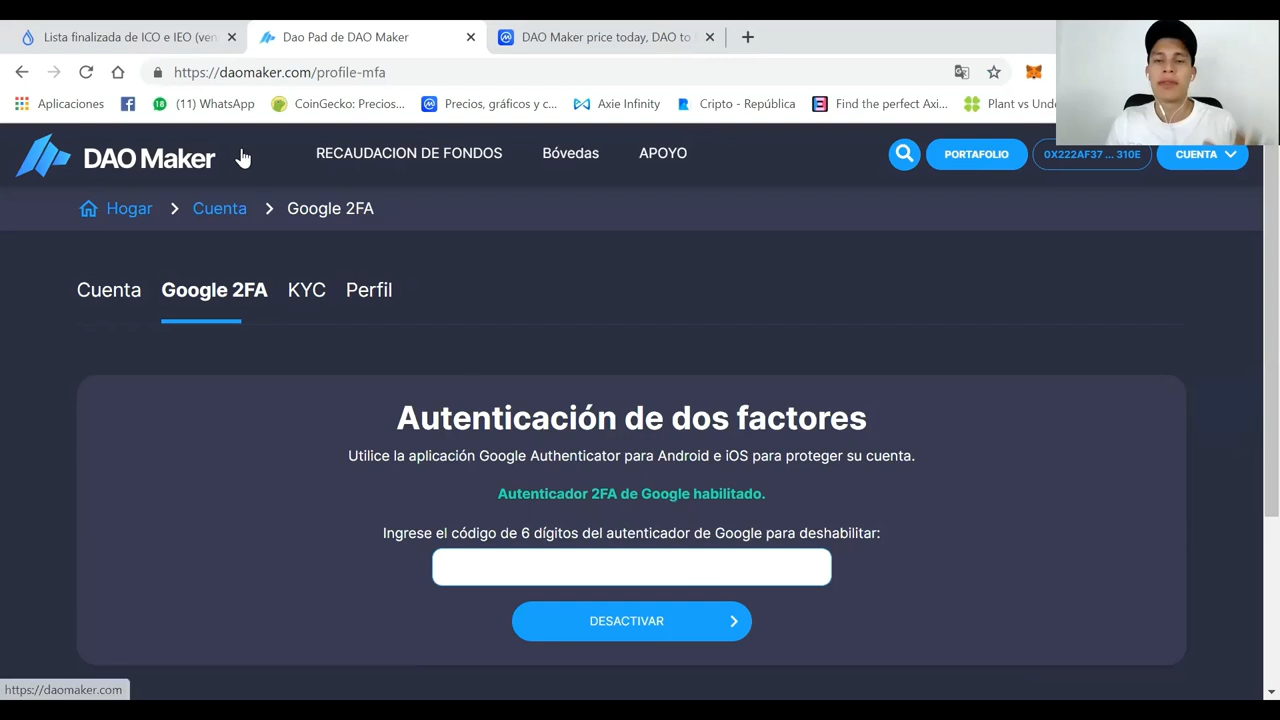 Lista finalizada de ICO e IEO (ven
Dao Pad de DAO Maker
DAO Maker price today, DAO to
https://daomaker.com/profile-mfa
Aplicaciones
(11) WhatsApp
CoinGecko: Precios...
Precios, gráficos y c...
Axie Infinity
Cripto - República
Find the perfect Axi...
Plant vs Unde
DAO Maker
RECAUDACION DE FONDOS
Bóvedas
APOYO
PORTAFOLIO
0X222AF37 ... 310E
CUENTA
Hogar
Cuenta
Google 2FA
Cuenta
Google 2FA
KYC
Perfil
Autenticación de dos factores
Utilice la aplicación Google Authenticator para Android e iOS para proteger su cuenta.
Autenticador 2FA de Google habilitado.
Ingrese el código de 6 dígitos del autenticador de Google para deshabilitar:
DESACTIVAR
https://daomaker.com